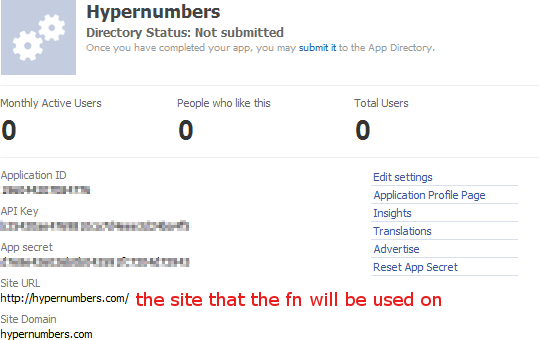 Hypernumbers
Directory Status: Not submitted
Once you have completed your app, you may submit it to the App Directory.
Monthly Active Users
People who like this
Total Users
0
0
0
Application ID
API Key
App secret
Site URL
http://hypernumbers.com/ the site that the fn will be used on
Site Domain
hypernumbers.com
Edit settings
Application Profile Page
Insights
Translations
Advertise
Reset App Secret